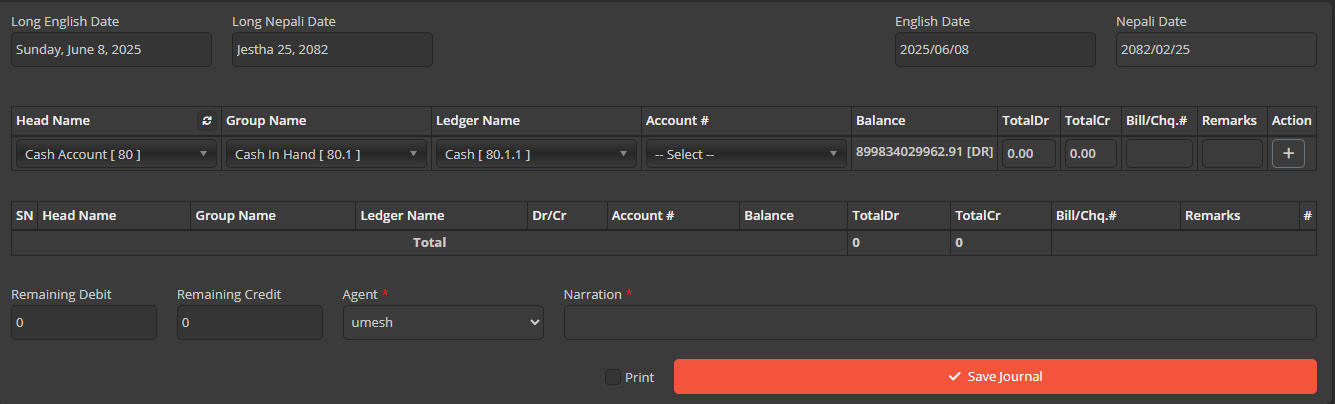 Long English Date Long Nepali Date English Date Nepali Date
Sunday, June 8, 2025 Jestha 25, 2082 2025/06/08 2082/02/25
Head Name Group Name Ledger Name Account # Balance TotalDr TotalCr Bill/Chq.# Remarks Action
Cash Account [ 80 ] Cash In Hand [ 80.1 ] Cash [ 80.1.1 ] -- Select -- 899834029962.91 [DR] 0.00 0.00 +
SN Head Name Group Name Ledger Name Dr/Cr Account # Balance TotalDr TotalCr Bill/Chq.# Remarks #
Total 0 0
Remaining Debit Remaining Credit Agent * Narration *
0 0 umesh
Print Save Journal